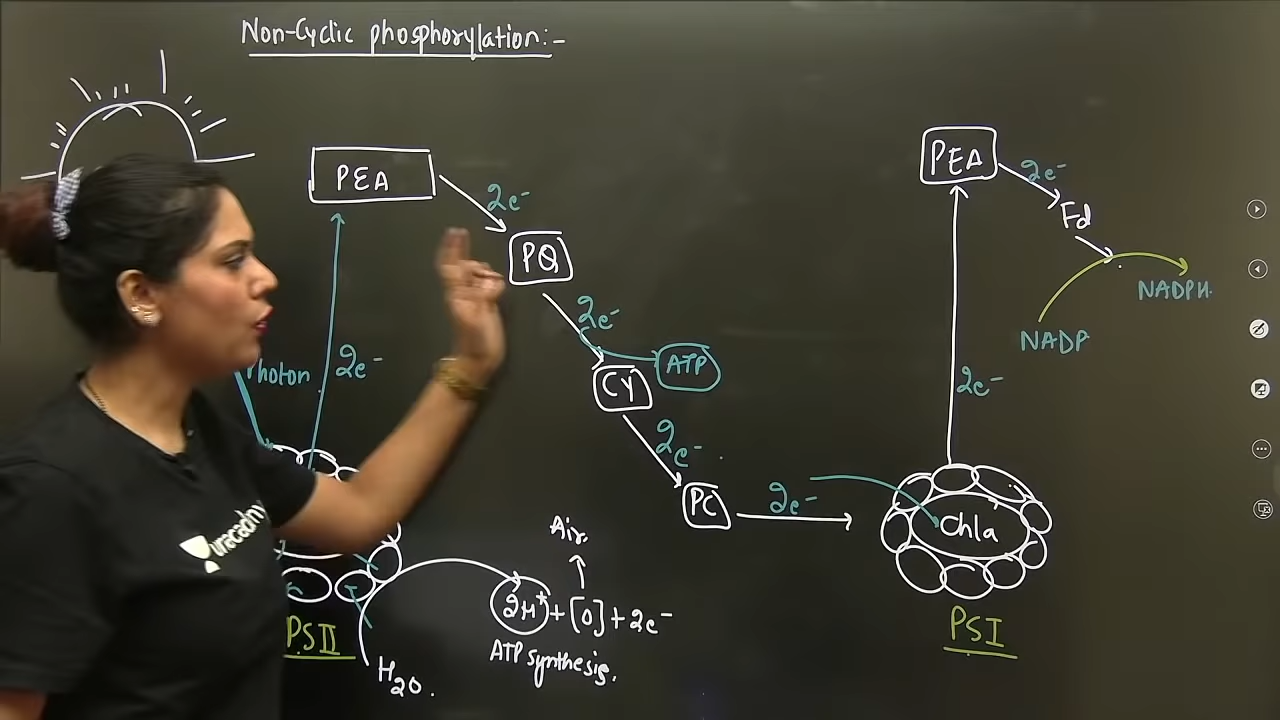 Non-Cyclic phosphorylation:-
PEA
2e⁻
PQ
2e⁻
CY
ATP
2e⁻
PC
2e⁻
Photon
2e⁻
PSII
H2O.
2H⁺ + [O] + 2e⁻
Air
ATP synthesis.
PEA
2e⁻
Fd
NADP
NADPH.
2e⁻
Chla
PSI